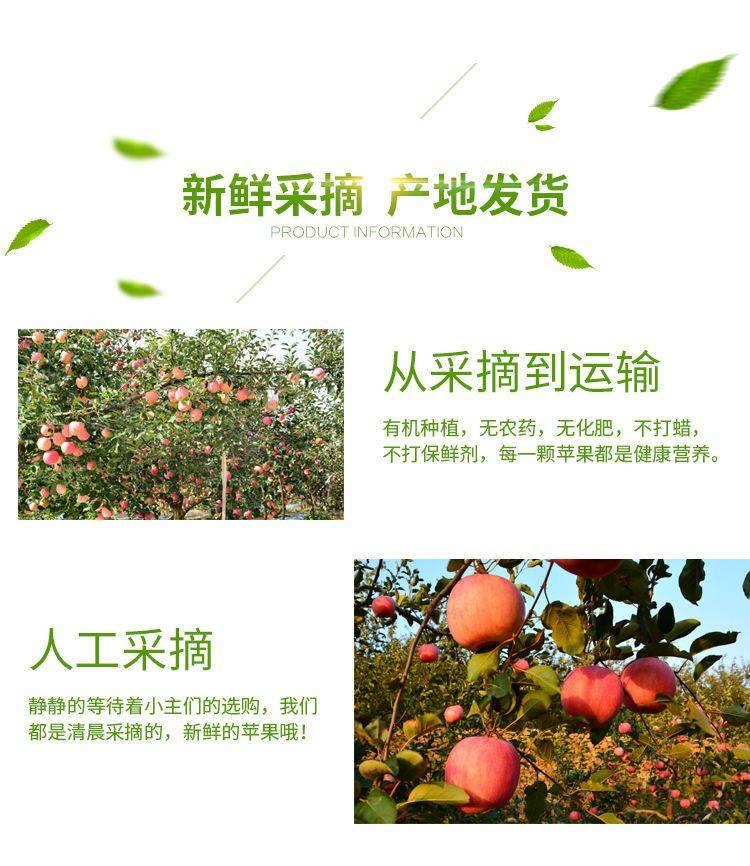 新鲜采摘 产地发货
PRODUCT INFORMATION
从采摘到运输
有机种植，无农药，无化肥，不打蜡，
不打保鲜剂，每一颗苹果都是健康营养。
人工采摘
静静的等待着小主们的选购，我们
都是清晨采摘的，新鲜的苹果哦！